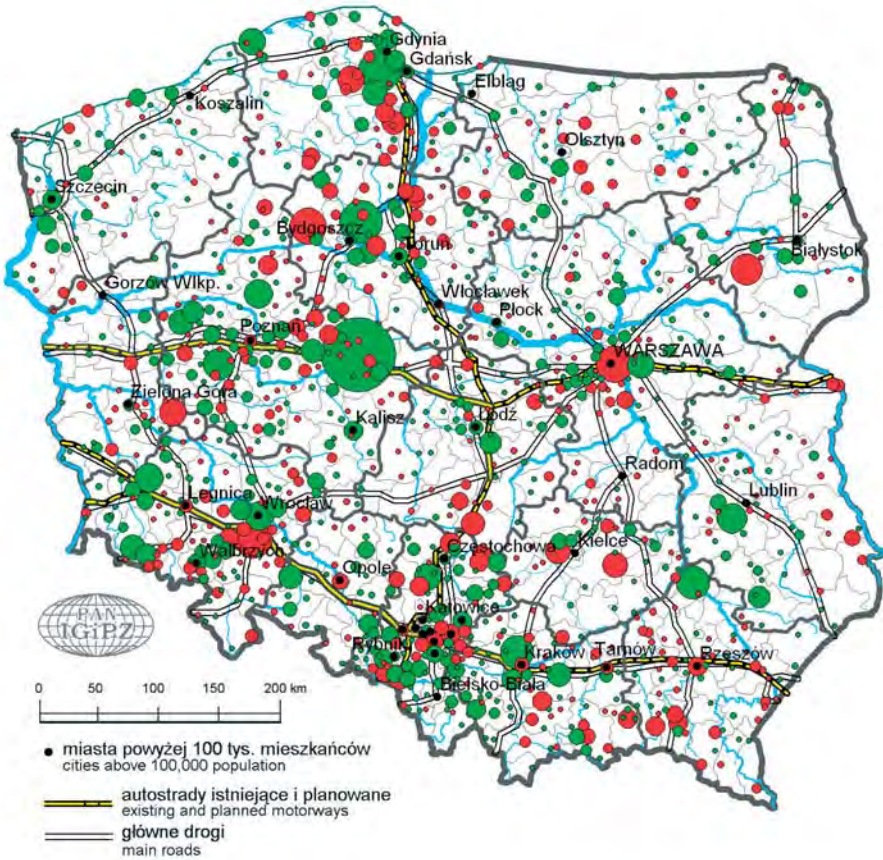 Gdynia
Gdańsk
Elbląg
Koszalin
Olsztyn
Szczecin
Bydgoszcz
Toruń
Białystok
Gorzów Wlkp.
Włocławek
Płock
Poznań
WARSZAWA
Zielona Góra
Kalisz
Łódź
Radom
Legnica
Wrocław
Lublin
Wałbrzych
Częstochowa
Kielce
Opole
PAN
IGiPZ
Katowice
Rybnik
Kraków
Tarnów
Rzeszów
Bielsko-Biała
0 50 100 150 200 km
miasta powyżej 100 tys. mieszkańców
cities above 100,000 population
autostrady istniejące i planowane
existing and planned motorways
główne drogi
main roads